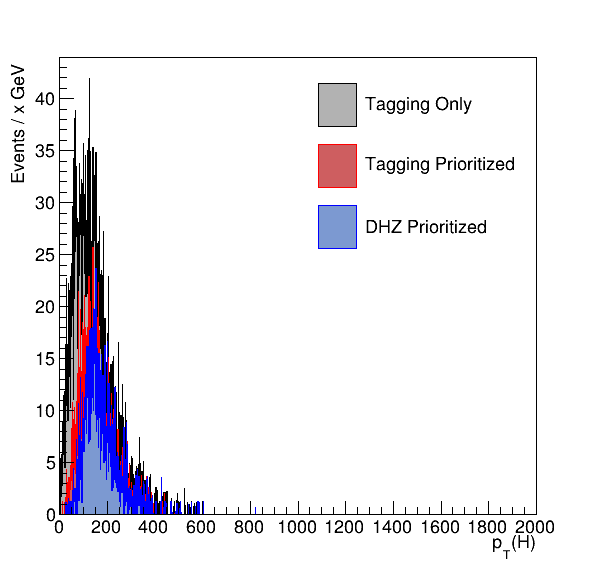 Events / x GeV
40
35
30
25
20
15
10
5
0
Tagging Only
Tagging Prioritized
DHZ Prioritized
0 200 400 600 800 1000 1200 1400 1600 1800 2000
p_T(H)